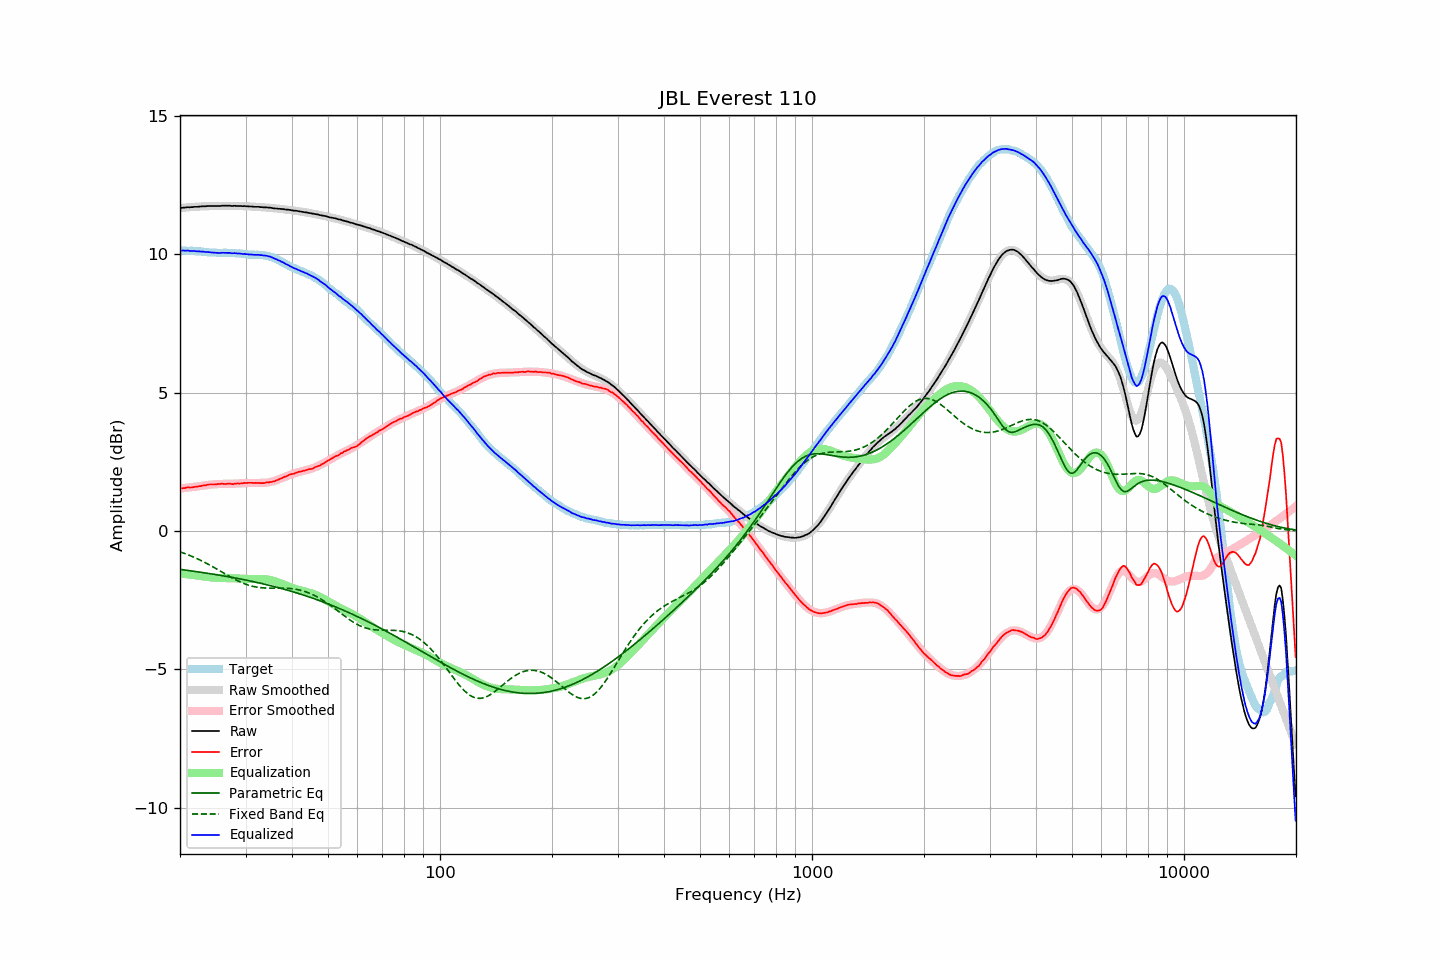 JBL Everest 110
15
10
5
0
−5
−10
Amplitude (dBr)
Target
Raw Smoothed
Error Smoothed
Raw
Error
Equalization
Parametric Eq
Fixed Band Eq
Equalized
100
1000
10000
Frequency (Hz)